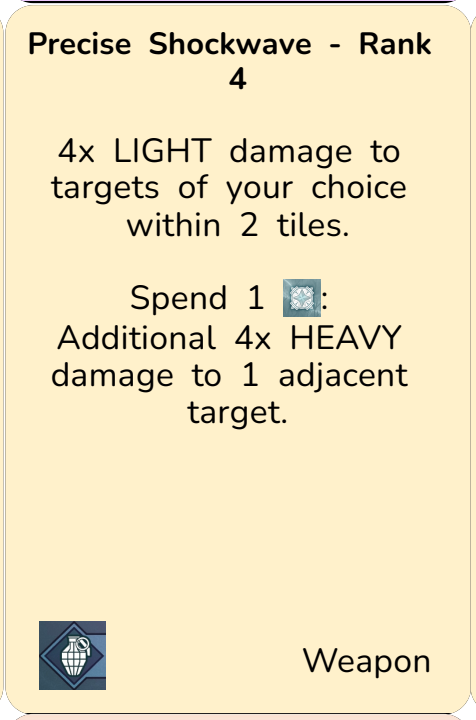 Precise Shockwave - Rank
4
4x LIGHT damage to
targets of your choice
within 2 tiles.
Spend 1 :
Additional 4x HEAVY
damage to 1 adjacent
target.
Weapon